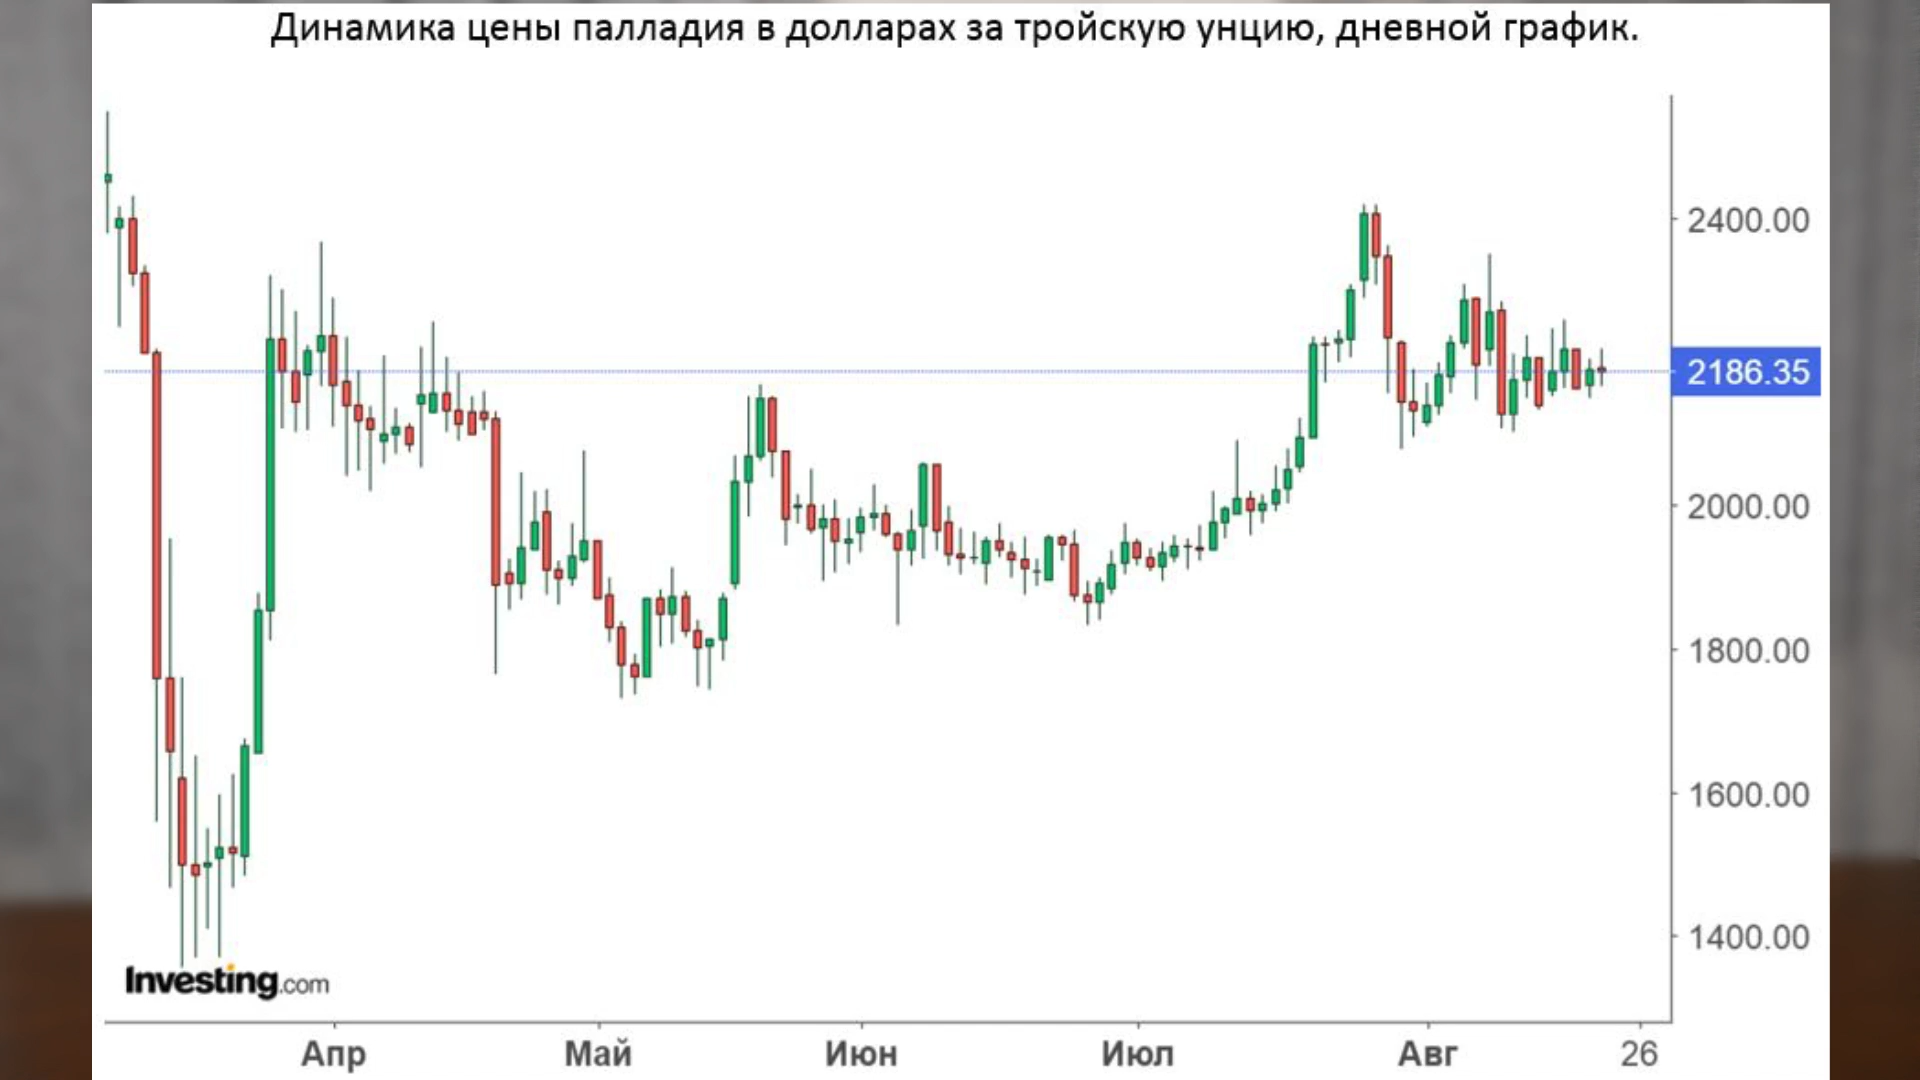 Динамика цены палладия в долларах за тройскую унцию, дневной график.
2400.00
2186.35
2000.00
1800.00
1600.00
1400.00
Investing.com
Апр Май Июн Июл Авг 26